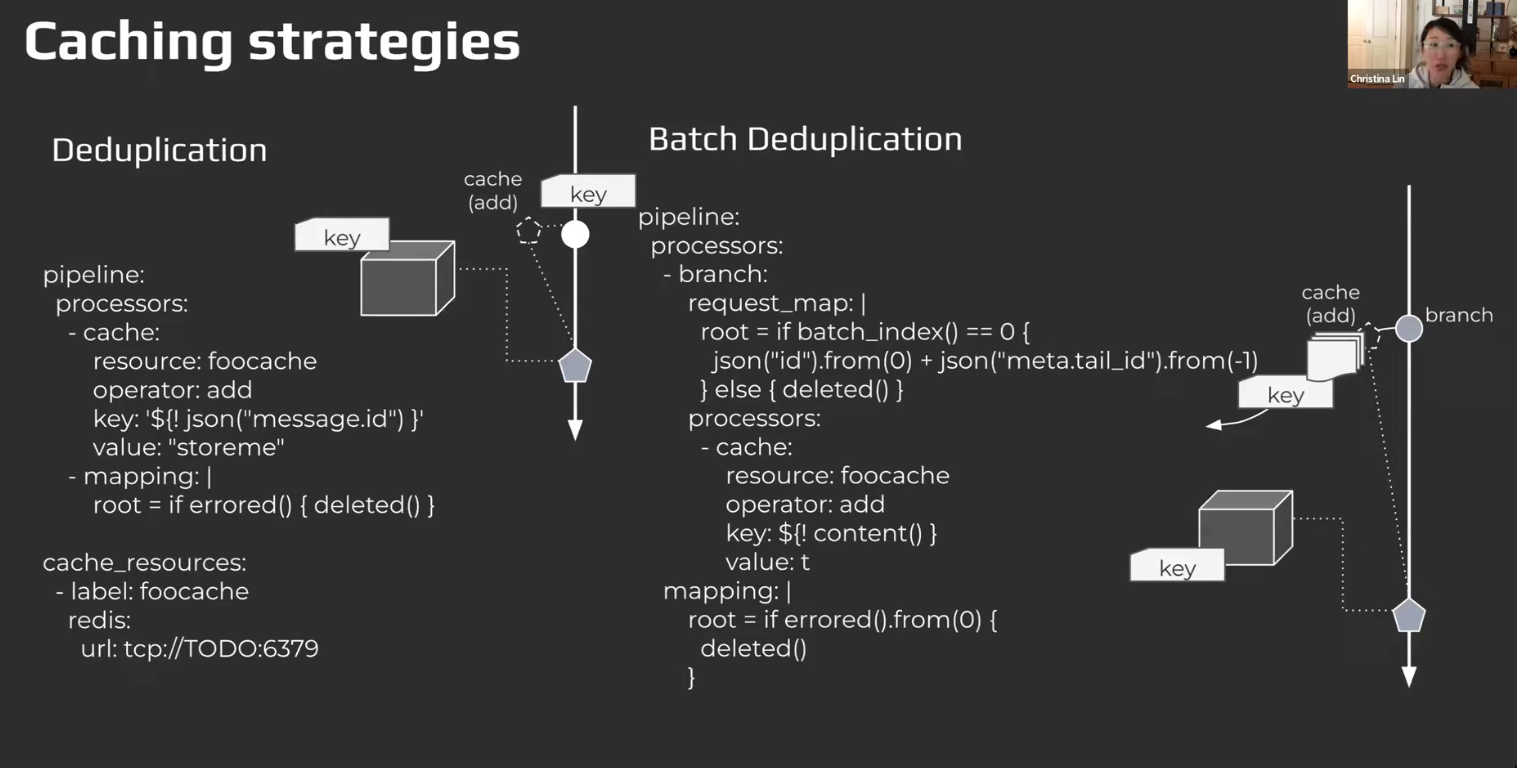 Caching strategies
Christina Lin
Deduplication
cache
(add)
key
key
pipeline:
processors:
- cache:
resource: foocache
operator: add
key: '${! json("message.id") }'
value: "storeme"
- mapping: |
root = if errored() { deleted() }
cache_resources:
- label: foocache
redis:
url: tcp://TODO:6379
Batch Deduplication
pipeline:
processors:
- branch:
request_map: |
root = if batch_index() == 0 {
json("id").from(0) + json("meta.tail_id").from(-1)
} else { deleted() }
processors:
- cache:
resource: foocache
operator: add
key: ${! content() }
value: t
mapping: |
root = if errored().from(0) {
deleted()
}
cache
(add)
branch
key
key